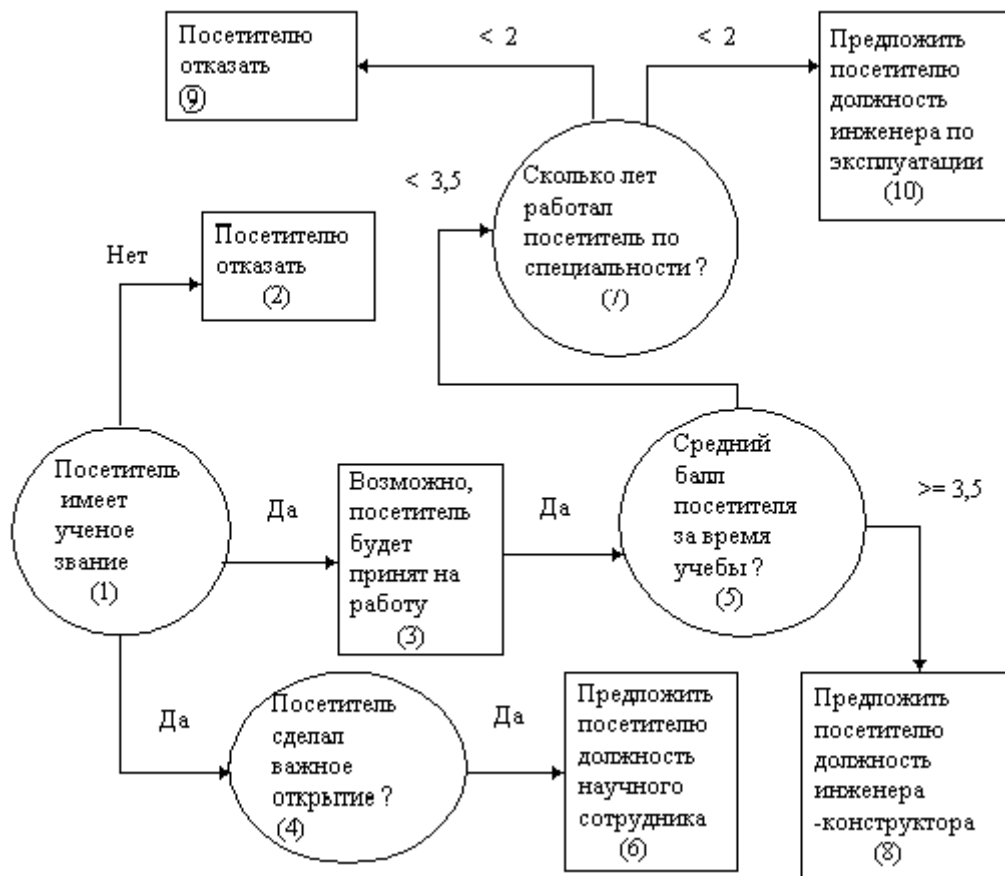 Посетителю
отказать
(9)
< 2
< 2
Предложить
посетителю
должность
инженера по
эксплуатации
(10)
< 3,5
Сколько лет
работал
посетитель по
специальности ?
(7)
Нет
Посетителю
отказать
(2)
Посетитель
имеет
ученое
звание
(1)
Да
Возможно,
посетитель
будет
принят на
работу
(3)
Да
Средний
балл
посетителя
за время
учебы ?
(5)
>= 3,5
Да
Посетитель
сделал
важное
открытие ?
(4)
Да
Предложить
посетителю
должность
научного
сотрудника
(6)
Предложить
посетителю
должность
инженера
-конструктора
(8)